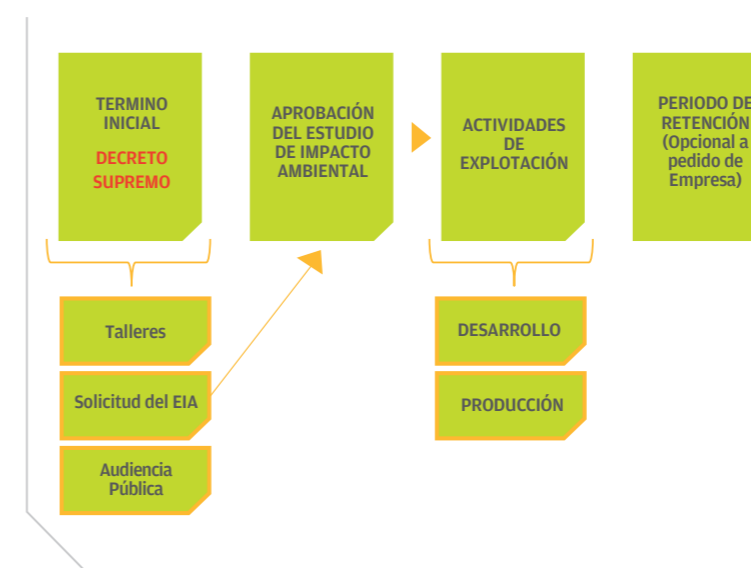 TERMINO
INICIAL
DECRETO
SUPREMO
APROBACIÓN
DEL ESTUDIO
DE IMPACTO
AMBIENTAL
ACTIVIDADES
DE
EXPLOTACIÓN
PERIODO DE
RETENCIÓN
(Opcional a
pedido de
Empresa)
Talleres
Solicitud del EIA
Audiencia
Pública
DESARROLLO
PRODUCCIÓN